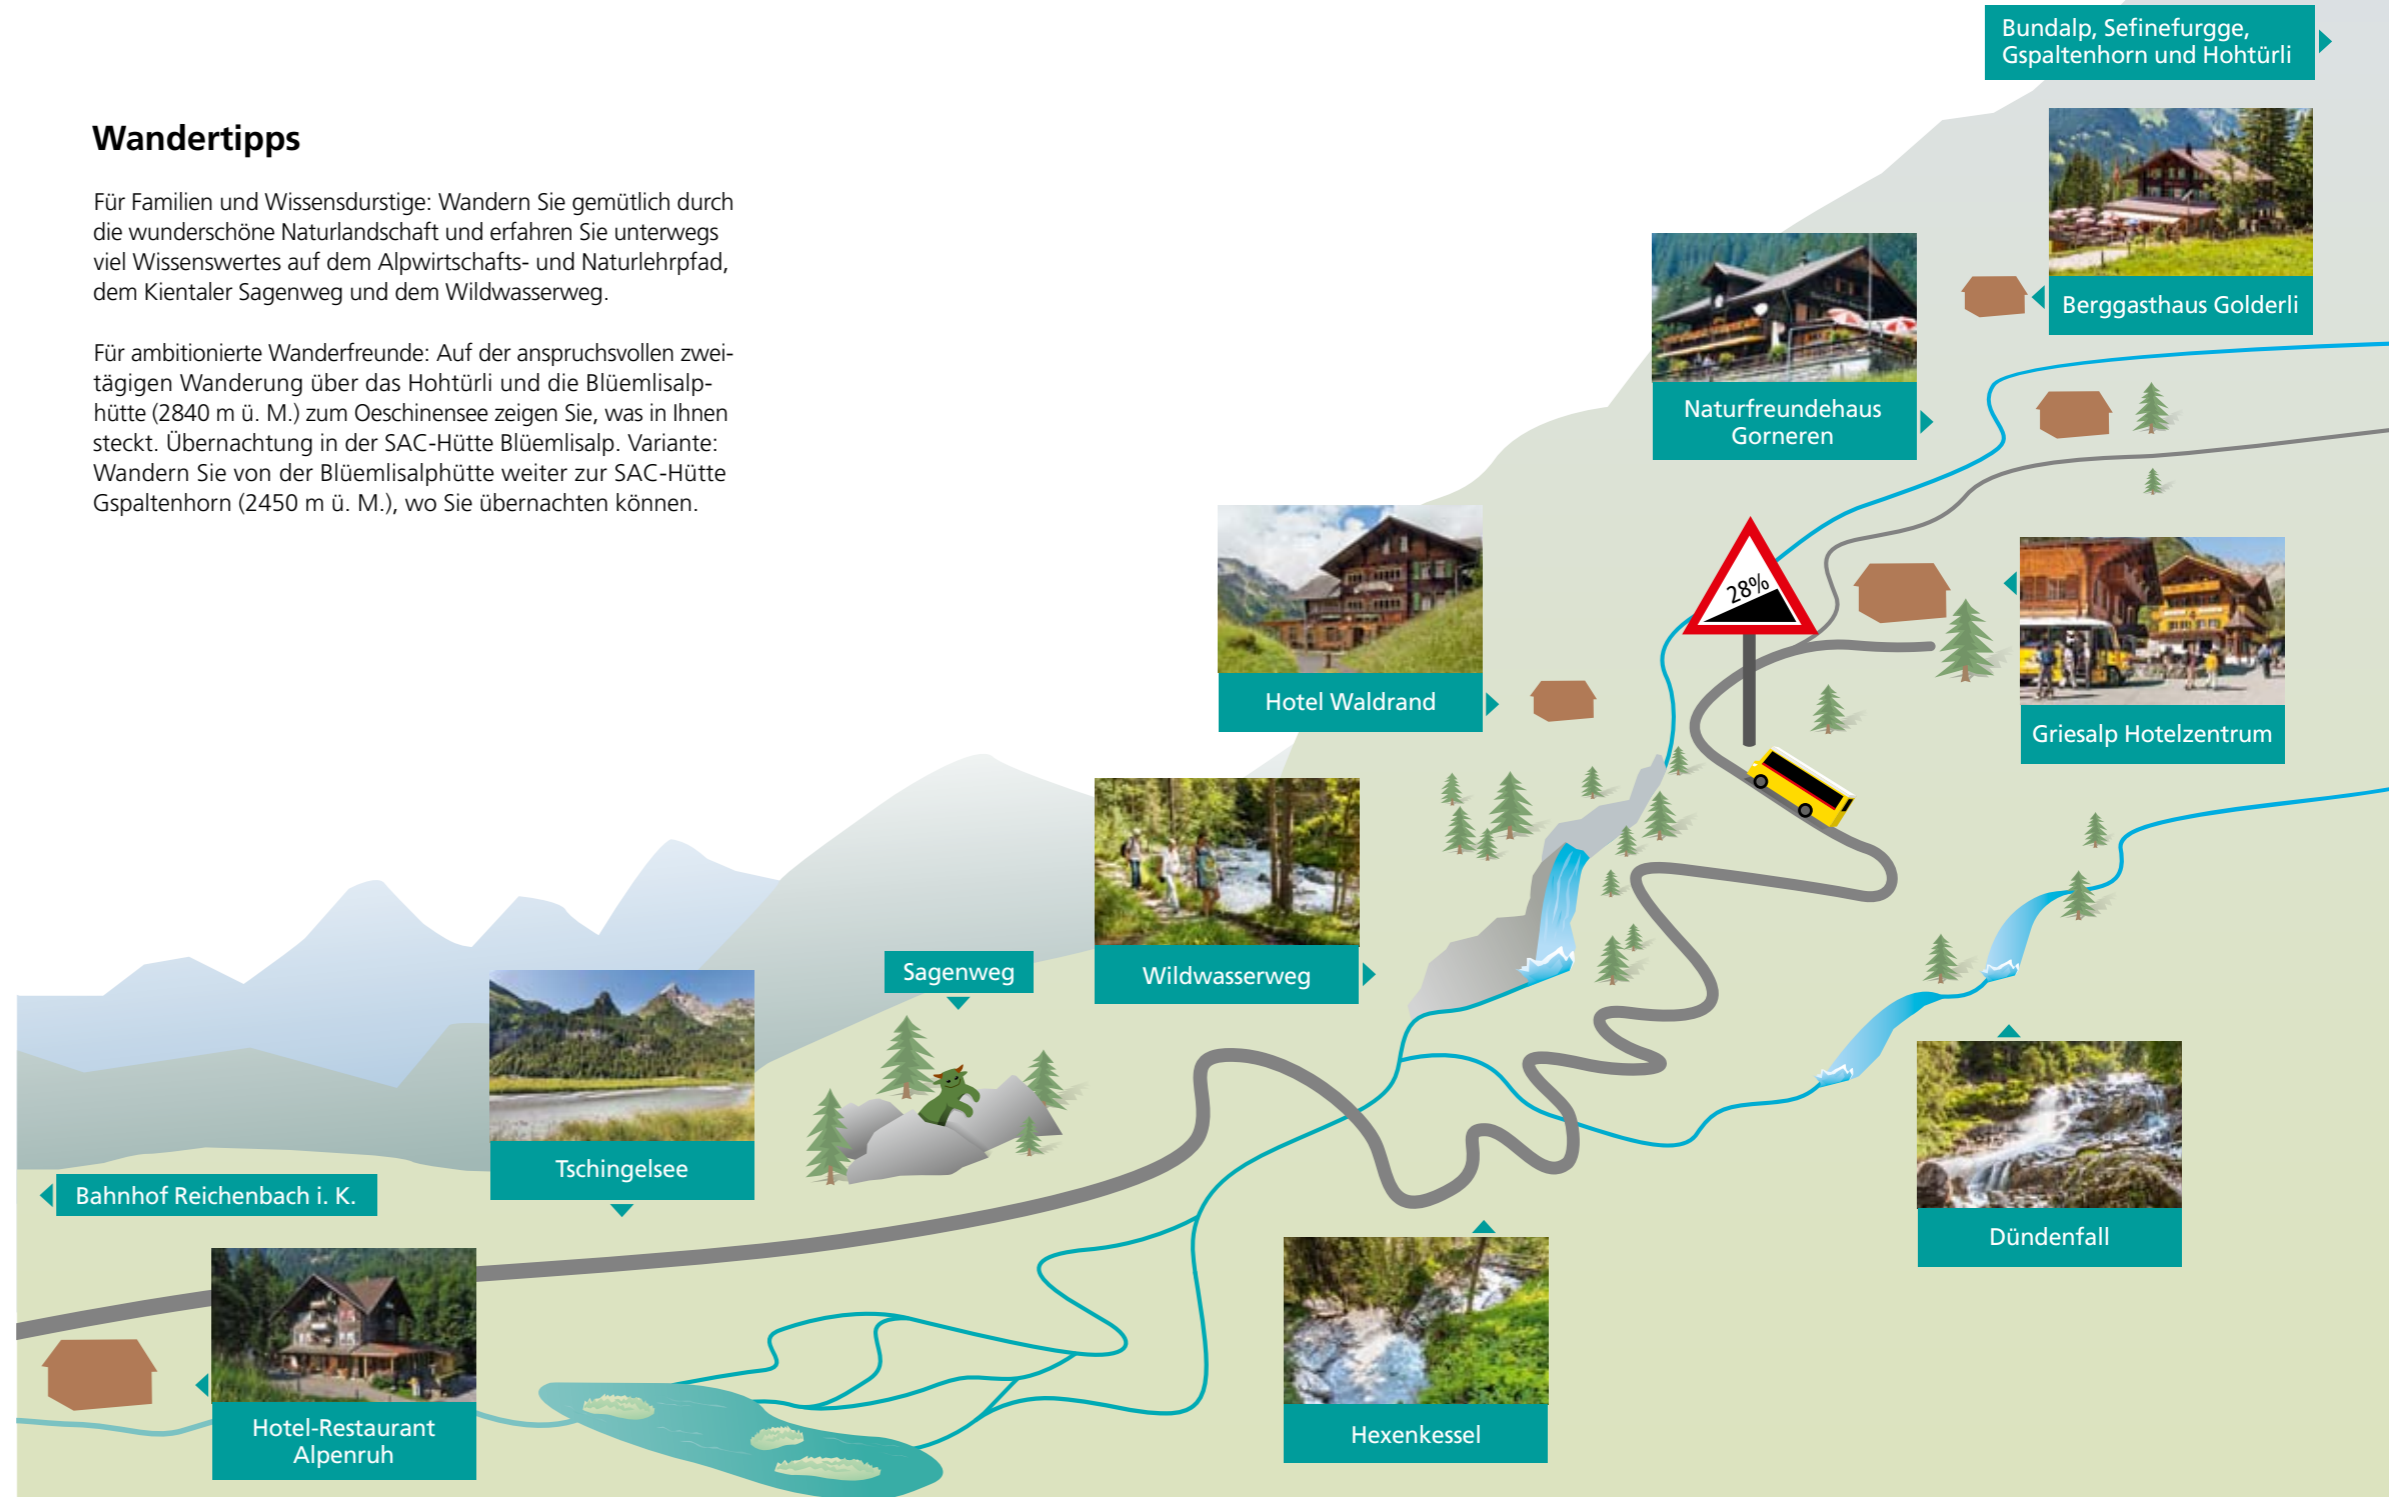 Wandertipps
Für Familien und Wissensdurstige: Wandern Sie gemütlich durch
die wunderschöne Naturlandschaft und erfahren Sie unterwegs
viel Wissenswertes auf dem Alpwirtschafts- und Naturlehrpfad,
dem Kientaler Sagenweg und dem Wildwasserweg.
Für ambitionierte Wanderfreunde: Auf der anspruchsvollen zwei-
tägigen Wanderung über das Hohtürli und die Blüemlisalp-
hütte (2840 m ü. M.) zum Oeschinensee zeigen Sie, was in Ihnen
steckt. Übernachtung in der SAC-Hütte Blüemlisalp. Variante:
Wandern Sie von der Blüemlisalphütte weiter zur SAC-Hütte
Gspaltenhorn (2450 m ü. M.), wo Sie übernachten können.
Bundalp, Sefinefurgge,
Gspaltenhorn und Hohtürli
Berggasthaus Golderli
Naturfreundehaus
Gorneren
28%
Hotel Waldrand
Griesalp Hotelzentrum
Sagenweg
Wildwasserweg
Tschingelsee
Bahnhof Reichenbach i. K.
Dündenfall
Hotel-Restaurant
Alpenruh
Hexenkessel